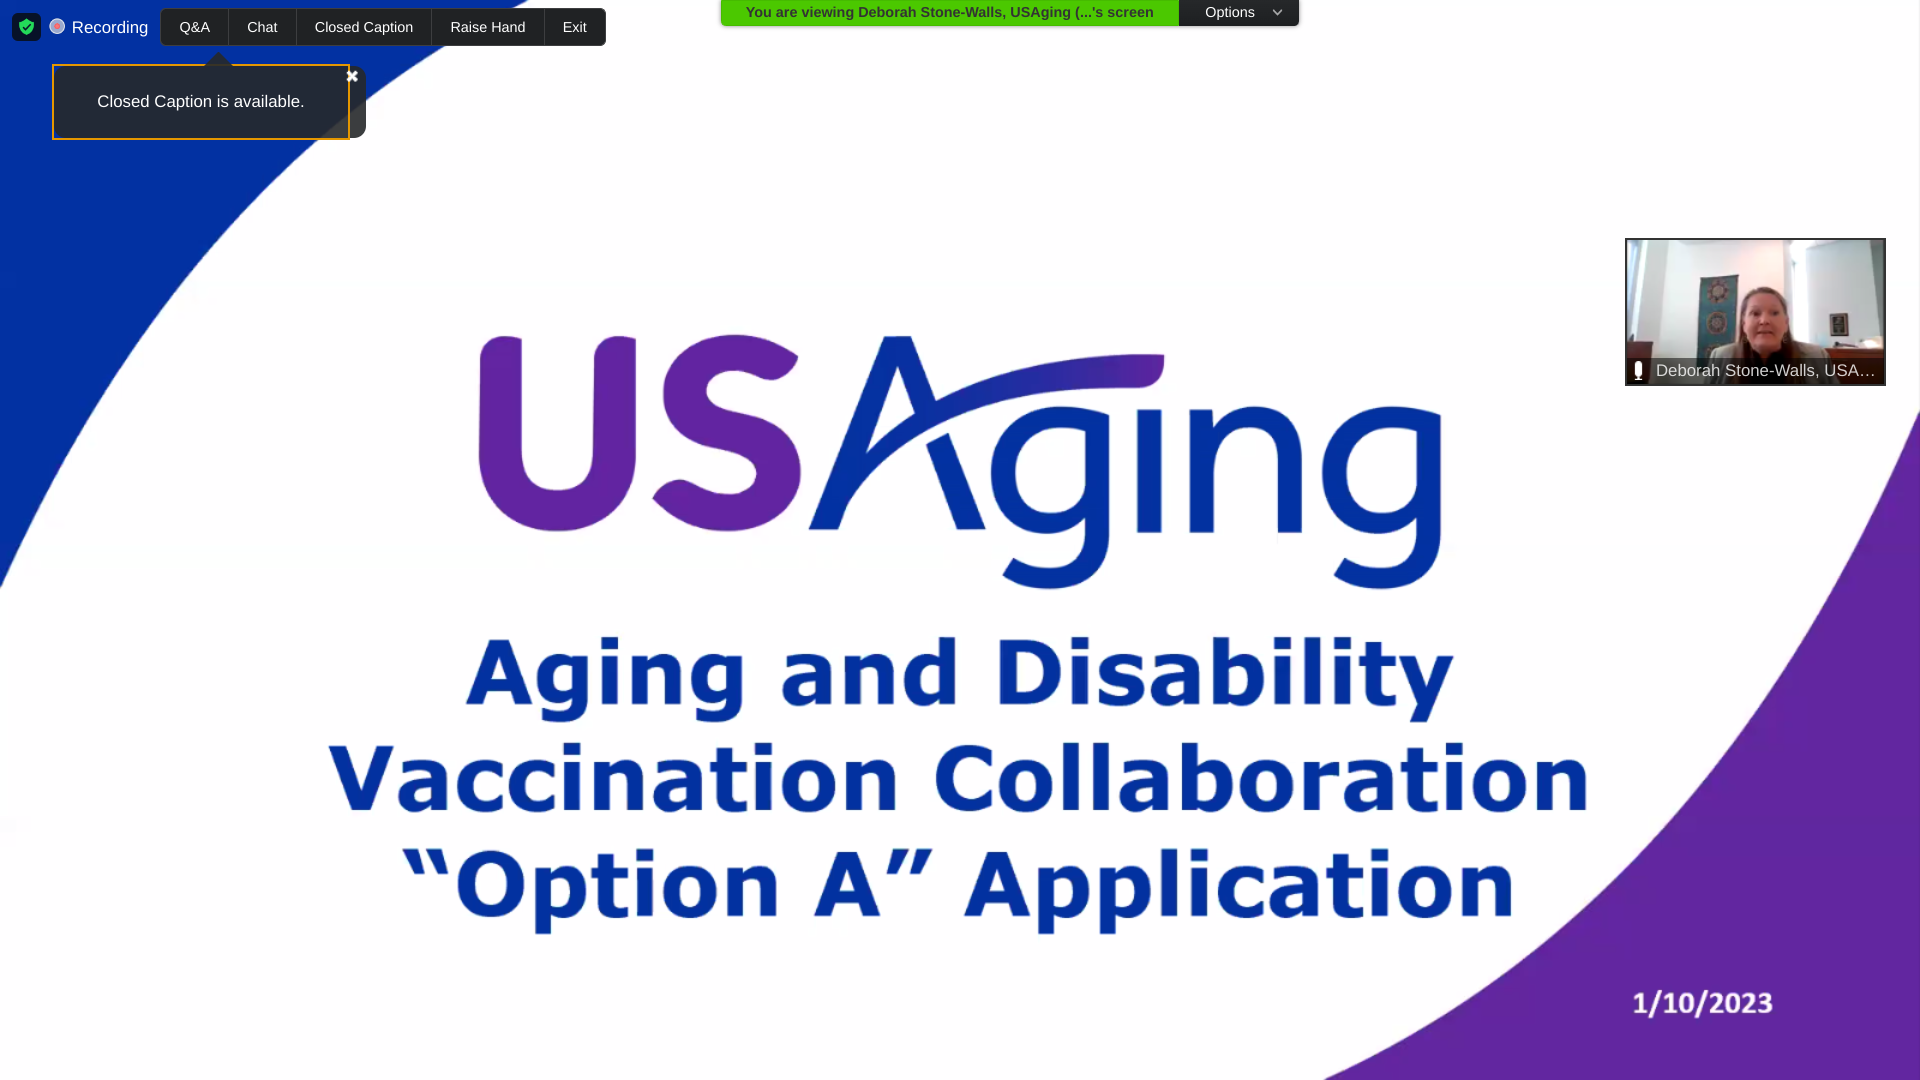 You are viewing Deborah Stone-Walls, USAging (...'s screen
Options
Recording
Q&A
Chat
Closed Caption
Raise Hand
Exit
Closed Caption is available.
Deborah Stone-Walls, USA...
USAging
Aging and Disability
Vaccination Collaboration
“Option A” Application
1/10/2023